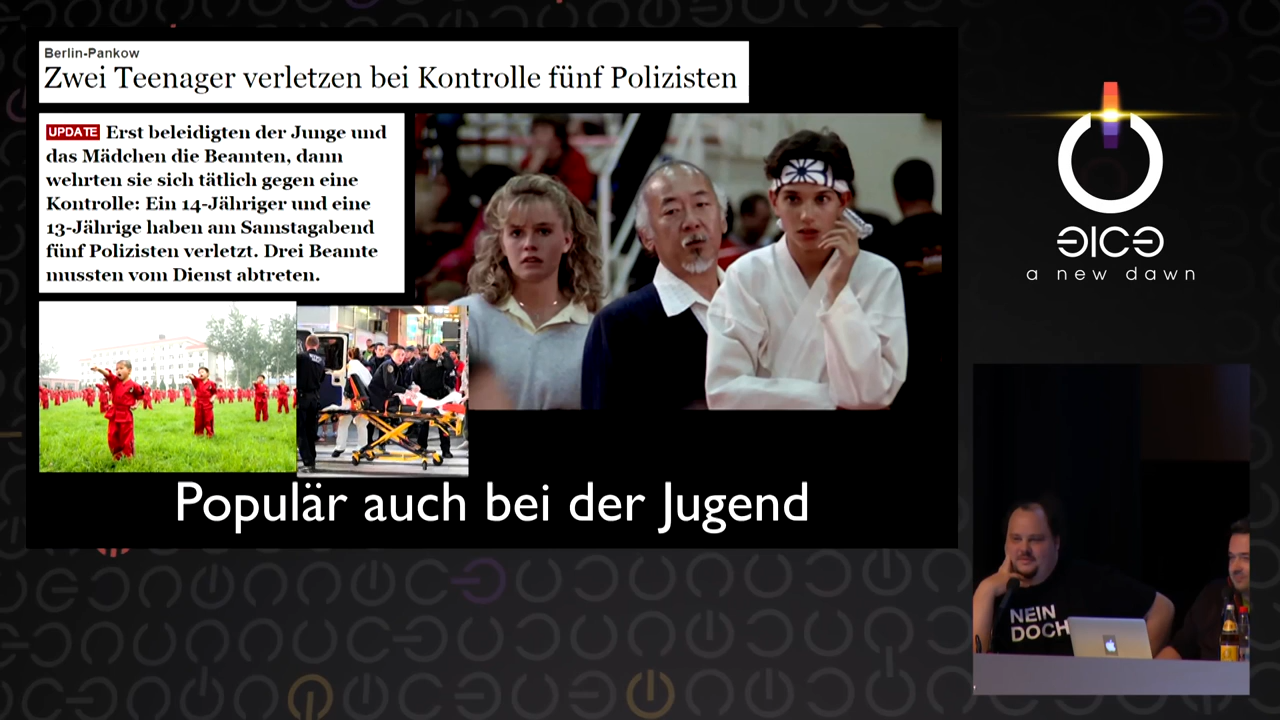 Berlin-Pankow
Zwei Teenager verletzen bei Kontrolle fünf Polizisten
UPDATE Erst beleidigten der Junge und
das Mädchen die Beamten, dann
wehrten sie sich tätlich gegen eine
Kontrolle: Ein 14-Jähriger und eine
13-Jährige haben am Samstagabend
fünf Polizisten verletzt. Drei Beamte
mussten vom Dienst abtreten.
Populär auch bei der Jugend
a new dawn
NEIN
DOCH